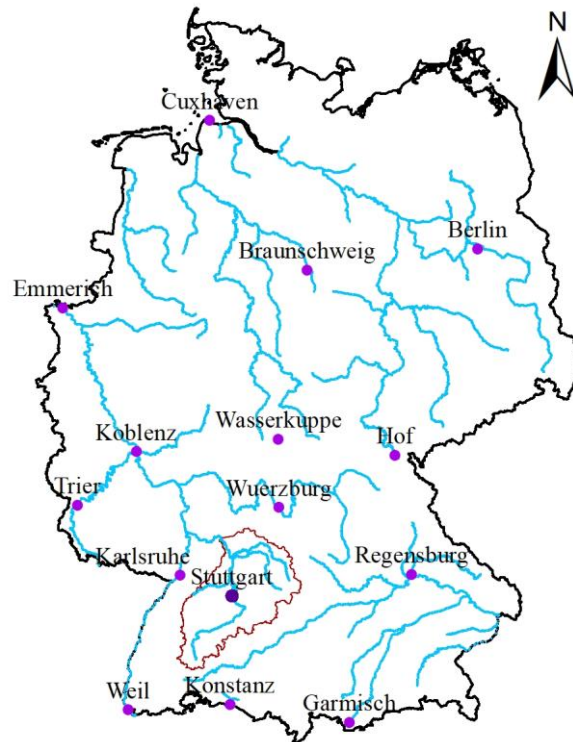 N
Cuxhaven
Berlin
Braunschweig
Emmerich
Wasserkuppe
Koblenz
Hof
Trier
Wuerzburg
Karlsruhe
Regensburg
Stuttgart
Weil
Konstanz
Garmisch